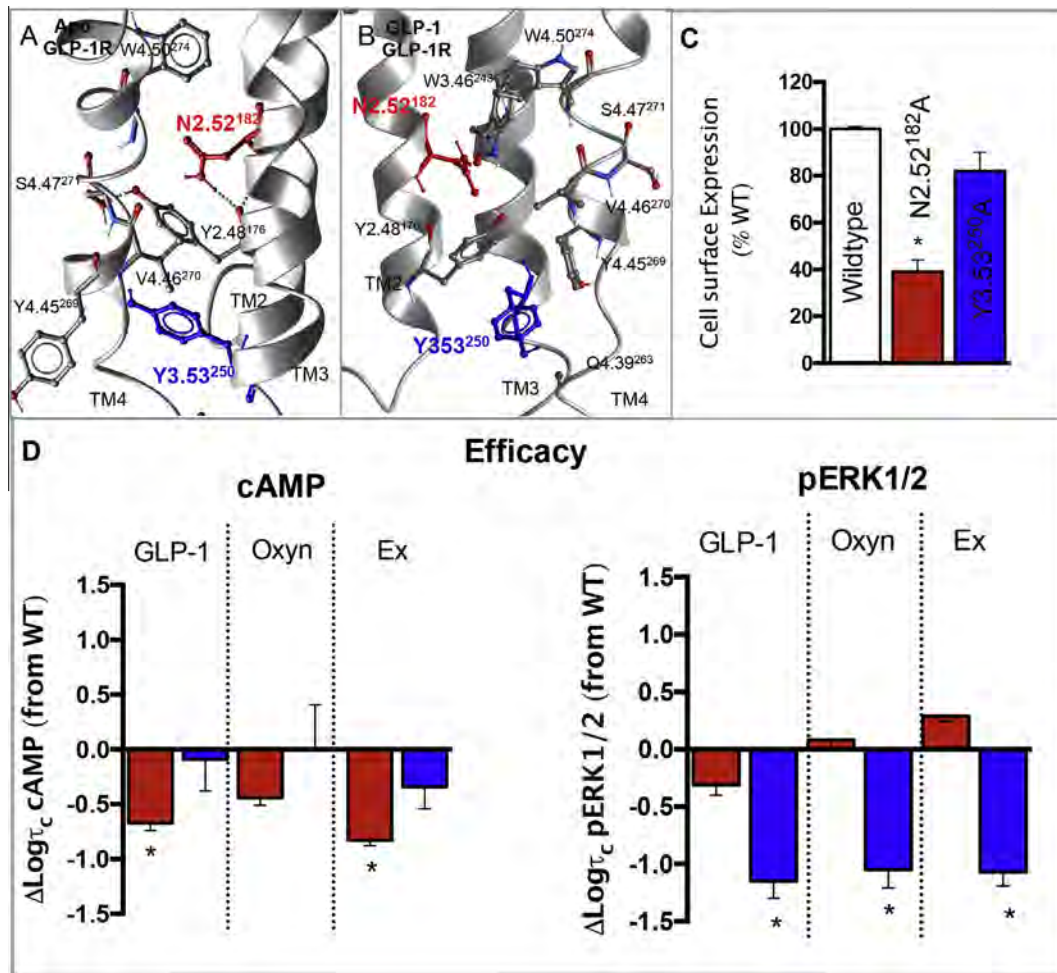 A
Apo
GLP-1R
W4.50²⁷⁴
N2.52¹⁸²
S4.47²⁷¹
Y2.48¹⁷⁶
V4.46²⁷⁰
Y4.45²⁶⁹
TM2
Y3.53²⁵⁰
TM4
TM3
B
GLP-1
GLP-1R
W4.50²⁷⁴
W3.46²⁴³
N2.52¹⁸²
S4.47²⁷¹
V4.46²⁷⁰
Y2.48¹⁷⁶
Y4.45²⁶⁹
TM2
Y353²⁵⁰
Q4.39²⁶³
TM3
TM4
C
Cell surface Expression
(% WT)
120
100
80
60
40
20
0
Wildtype
N2.52¹⁸²A
*
Y3.53²⁵⁰A
D
Efficacy
cAMP
GLP-1 Oxyn Ex
ΔLogτc cAMP (from WT)
1.5
1.0
0.5
0.0
-0.5
-1.0
-1.5
* *
pERK1/2
GLP-1 Oxyn Ex
ΔLogτc pERK1/2 (from WT)
1.5
1.0
0.5
0.0
-0.5
-1.0
-1.5
* * *